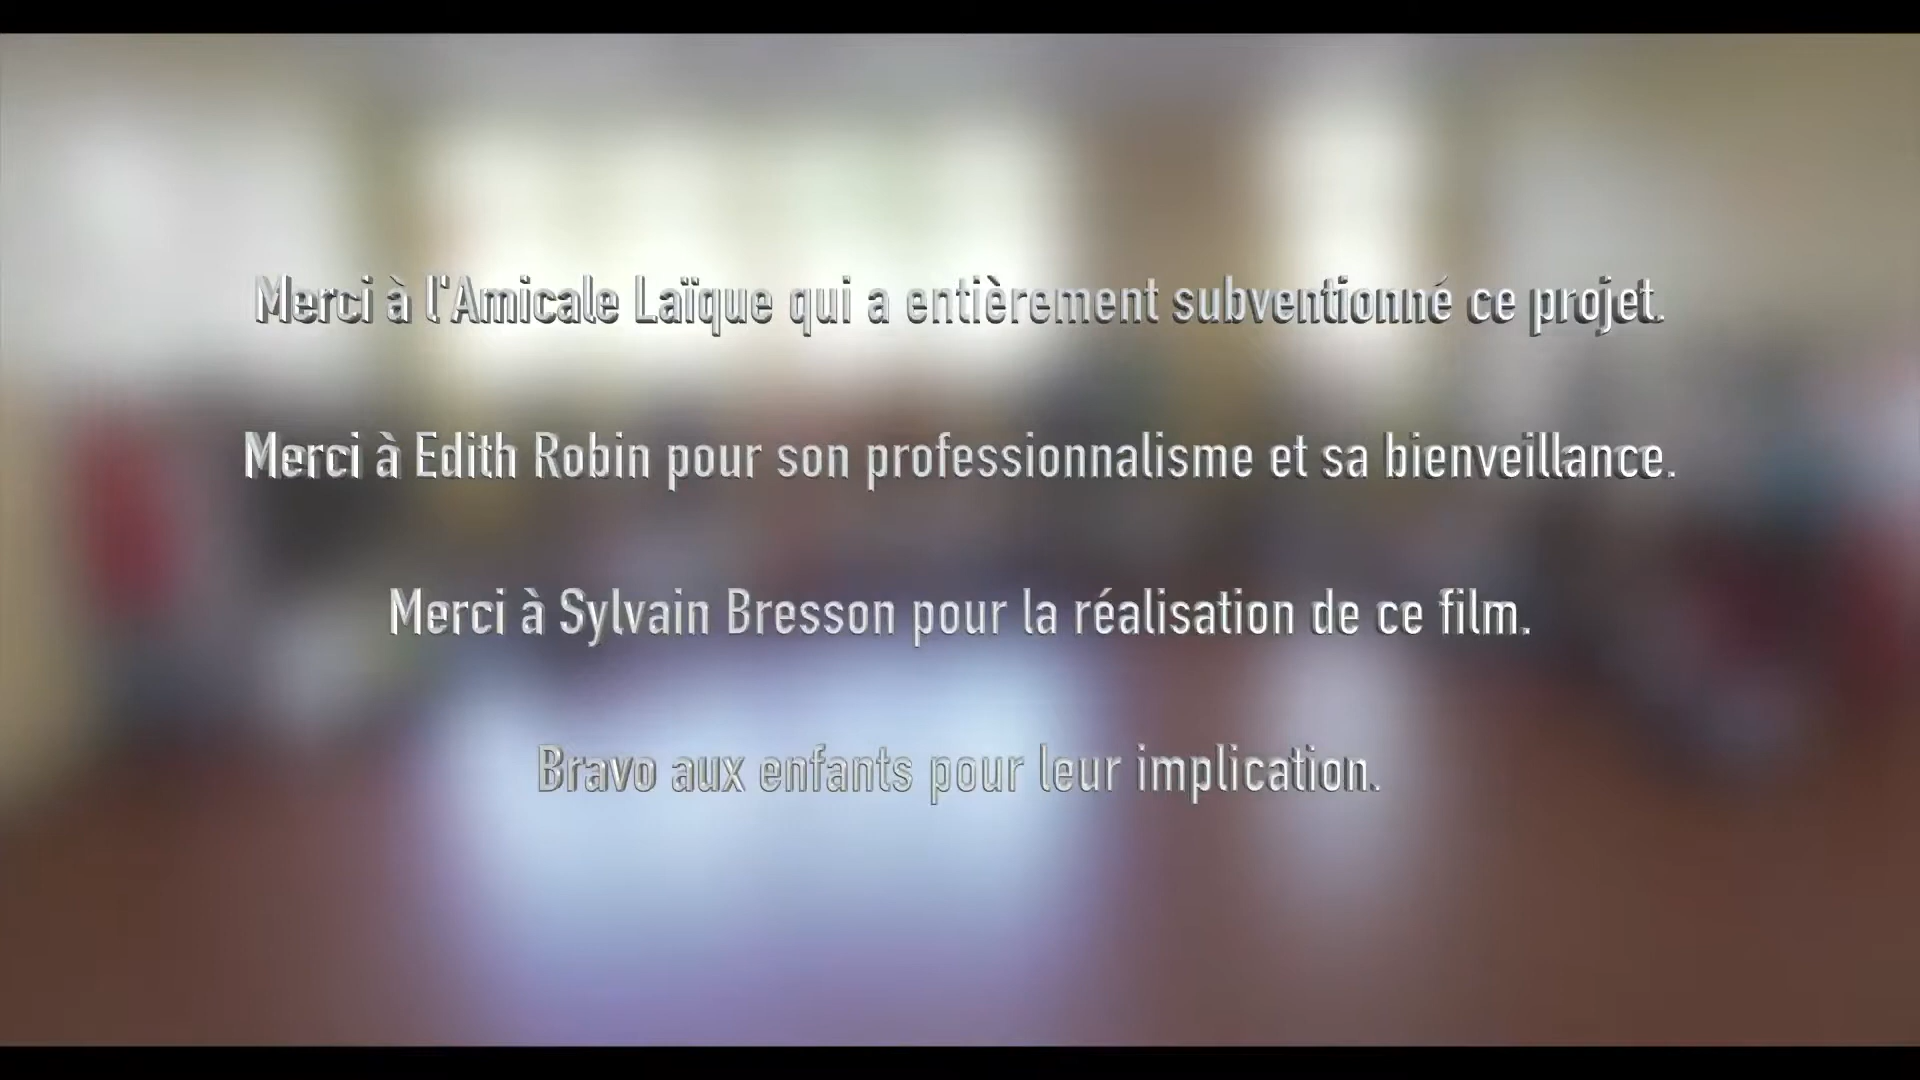 Merci à l'Amicale Laïque qui a entièrement subventionné ce projet.
Merci à Edith Robin pour son professionnalisme et sa bienveillance.
Merci à Sylvain Bresson pour la réalisation de ce film.
Bravo aux enfants pour leur implication.